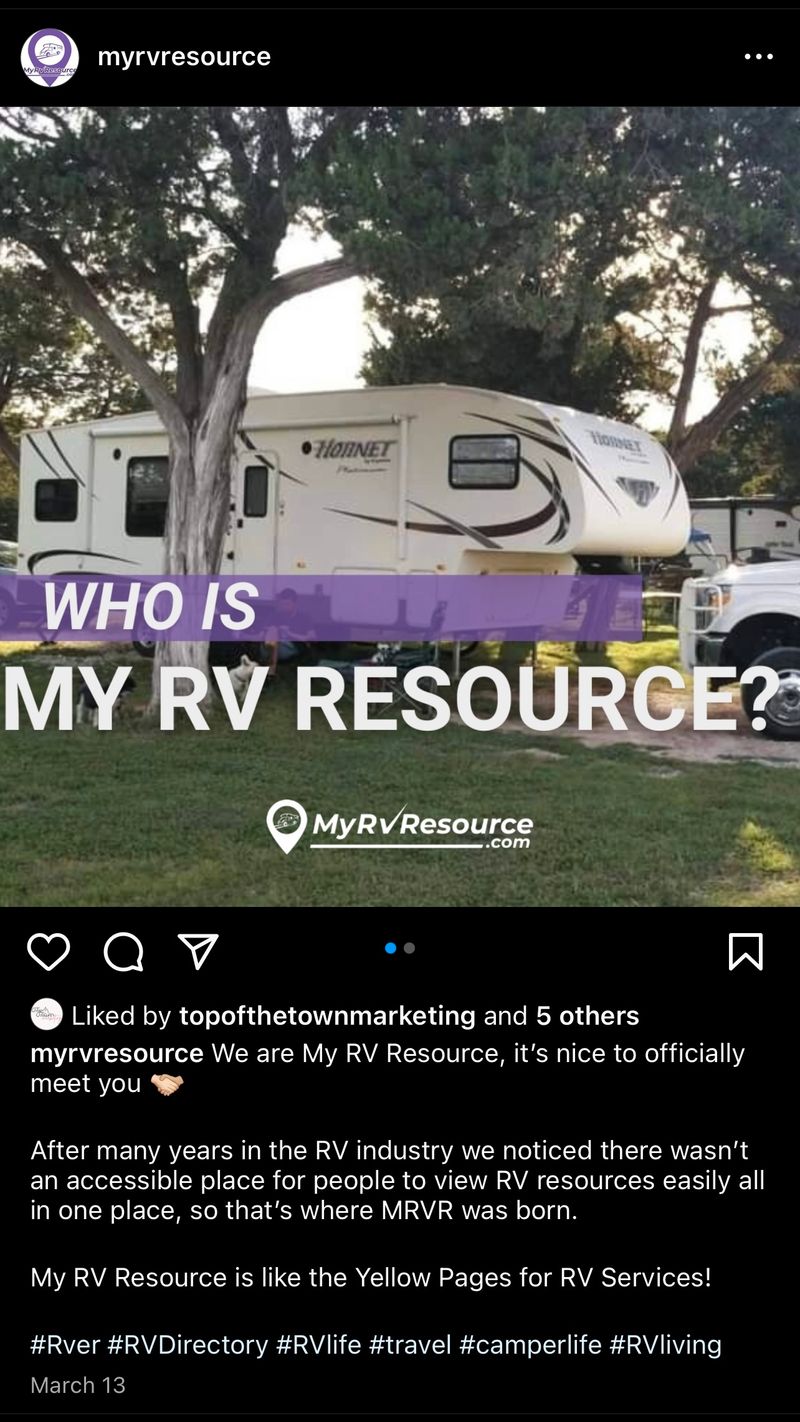 MyRvResource
myrvresource
HORNET
HORNET
Platinum
WHO IS
MY RV RESOURCE?
MyRvResource
.com
Liked by topofthetownmarketing and 5 others
myrvresource We are My RV Resource, it’s nice to officially
meet you 🤝🏼
After many years in the RV industry we noticed there wasn’t
an accessible place for people to view RV resources easily all
in one place, so that’s where MRVR was born.
My RV Resource is like the Yellow Pages for RV Services!
#Rver #RVDirectory #RVlife #travel #camperlife #RVliving
March 13